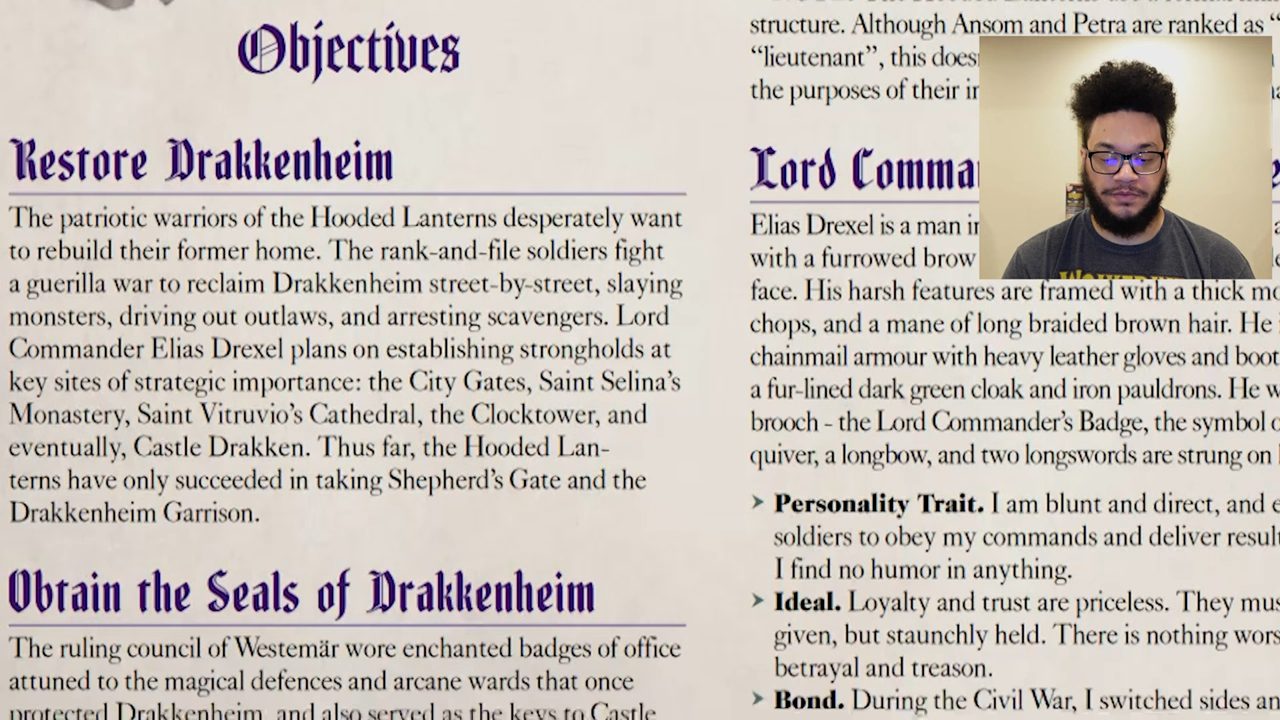 Objectives
Restore Drakkenheim
The patriotic warriors of the Hooded Lanterns desperately want
to rebuild their former home. The rank-and-file soldiers fight
a guerilla war to reclaim Drakkenheim street-by-street, slaying
monsters, driving out outlaws, and arresting scavengers. Lord
Commander Elias Drexel plans on establishing strongholds at
key sites of strategic importance: the City Gates, Saint Selina's
Monastery, Saint Vitruvio's Cathedral, the Clocktower, and
eventually, Castle Drakken. Thus far, the Hooded Lan-
terns have only succeeded in taking Shepherd's Gate and the
Drakkenheim Garrison.
Obtain the Seals of Drakkenheim
The ruling council of Westemär wore enchanted badges of office
attuned to the magical defences and arcane wards that once
protected Drakkenheim, and also served as the keys to Castle
structure. Although Ansom and Petra are ranked as "
"lieutenant", this does
the purposes of their
Lord
Elias Drexel is a man
with a furrowed brow
face. His harsh features are framed with a thick
chops, and a mane of long braided brown hair. He
chainmail armour with heavy leather gloves and
a fur-lined dark green cloak and iron pauldrons. He
brooch - the Lord Commander's Badge, the symbol
quiver, a longbow, and two longswords are strung on
➤ Personality Trait. I am blunt and direct, and
soldiers to obey my commands and deliver
I find no humor in anything.
➤ Ideal. Loyalty and trust are priceless. They
given, but staunchly held. There is nothing
betrayal and treason.
➤ Bond. During the Civil War, I switched sides